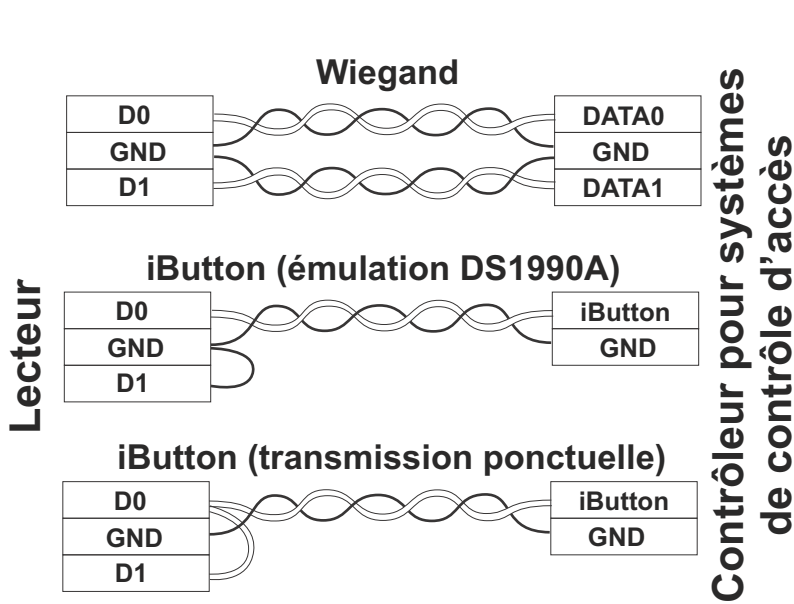 Wiegand
D0
GND
D1
DATA0
GND
DATA1
iButton (émulation DS1990A)
D0
GND
D1
iButton
GND
iButton (transmission ponctuelle)
D0
GND
D1
iButton
GND
Lecteur
Contrôleur pour systèmes
de contrôle d'accès